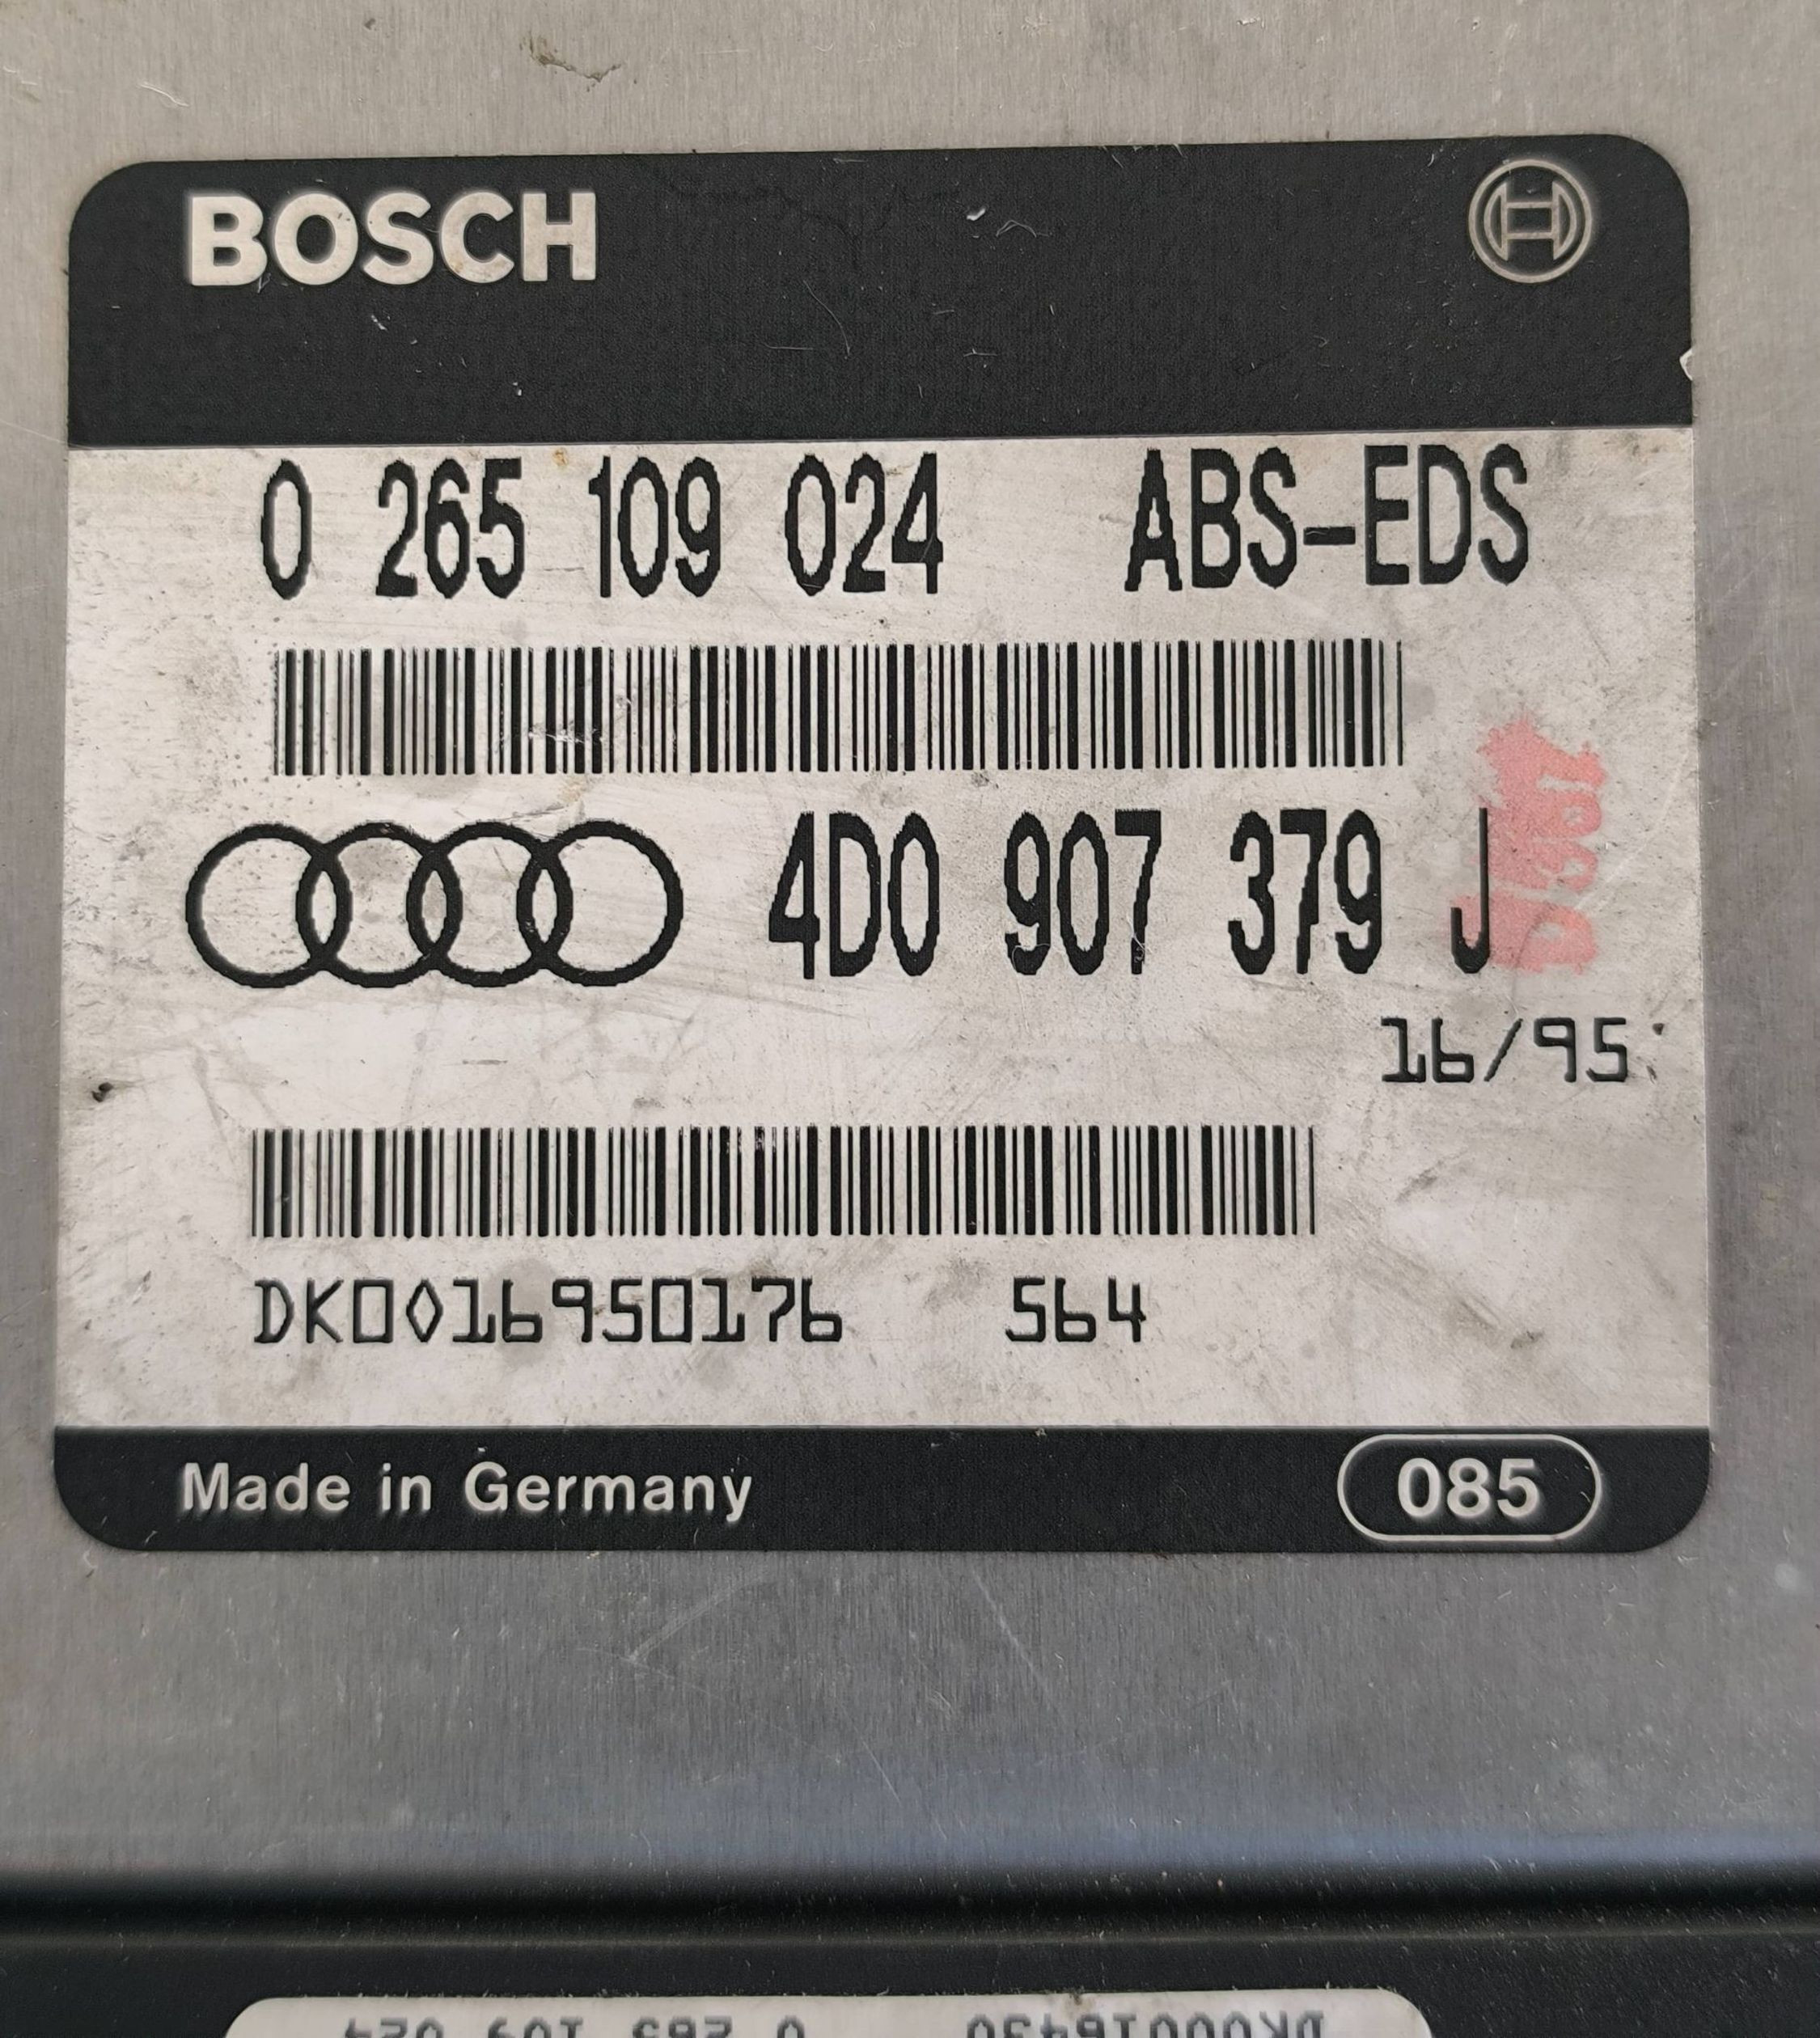 BOSCH
0 265 109 024 ABS-EDS
4D0 907 379 J
16/95
DK0016950176 564
Made in Germany 085